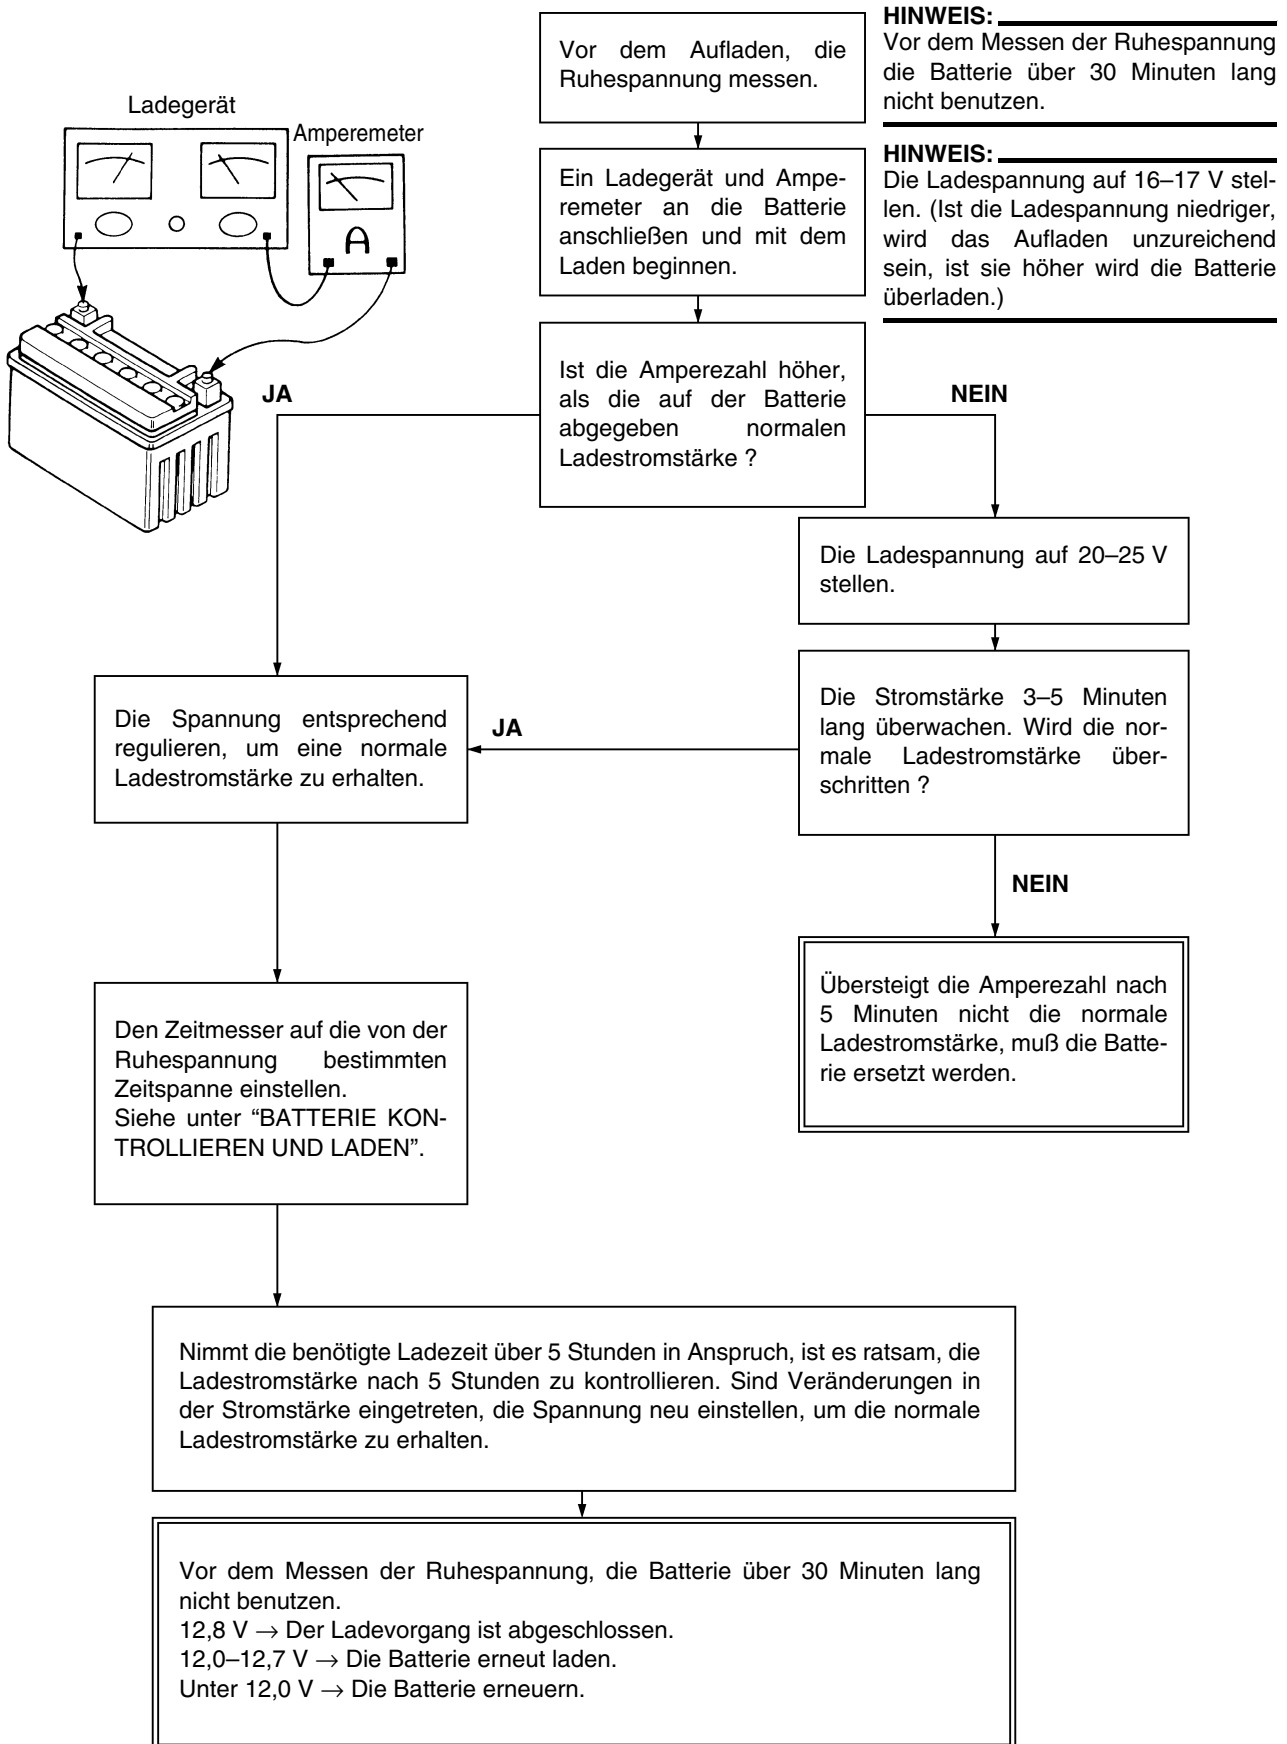 Ladegerät
Amperemeter
A
Vor dem Aufladen, die
Ruhespannung messen.
HINWEIS:
Vor dem Messen der Ruhespannung
die Batterie über 30 Minuten lang
nicht benutzen.
Ein Ladegerät und Ampe-
remeter an die Batterie
anschließen und mit dem
Laden beginnen.
HINWEIS:
Die Ladespannung auf 16–17 V stel-
len. (Ist die Ladespannung niedriger,
wird das Aufladen unzureichend
sein, ist sie höher wird die Batterie
überladen.)
Ist die Amperezahl höher,
als die auf der Batterie
abgegeben normalen
Ladestromstärke ?
JA
NEIN
Die Ladespannung auf 20–25 V
stellen.
Die Stromstärke 3–5 Minuten
lang überwachen. Wird die nor-
male Ladestromstärke über-
schritten ?
JA
Die Spannung entsprechend
regulieren, um eine normale
Ladestromstärke zu erhalten.
NEIN
Übersteigt die Amperezahl nach
5 Minuten nicht die normale
Ladestromstärke, muß die Batte-
rie ersetzt werden.
Den Zeitmesser auf die von der
Ruhespannung bestimmten
Zeitspanne einstellen.
Siehe unter “BATTERIE KON-
TROLLIEREN UND LADEN”.
Nimmt die benötigte Ladezeit über 5 Stunden in Anspruch, ist es ratsam, die
Ladestromstärke nach 5 Stunden zu kontrollieren. Sind Veränderungen in
der Stromstärke eingetreten, die Spannung neu einstellen, um die normale
Ladestromstärke zu erhalten.
Vor dem Messen der Ruhespannung, die Batterie über 30 Minuten lang
nicht benutzen.
12,8 V → Der Ladevorgang ist abgeschlossen.
12,0–12,7 V → Die Batterie erneut laden.
Unter 12,0 V → Die Batterie erneuern.